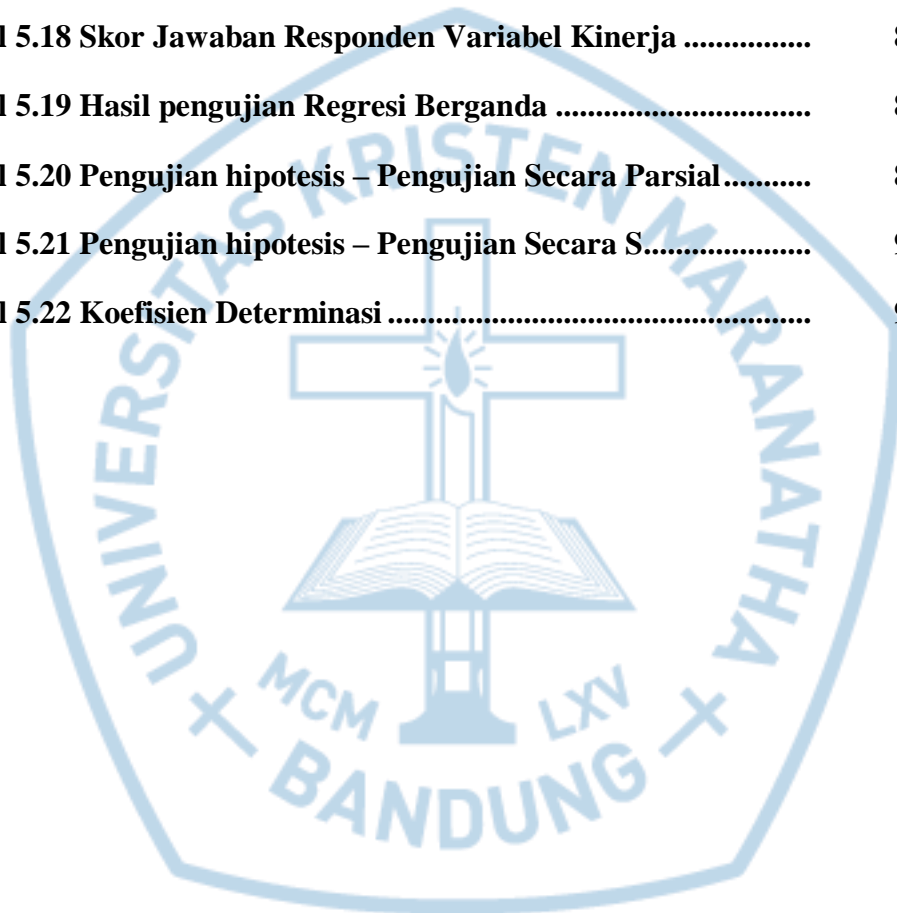 l 5.18 Skor Jawaban Responden Variabel Kinerja ................
l 5.19 Hasil pengujian Regresi Berganda ...............................
l 5.20 Pengujian hipotesis – Pengujian Secara Parsial...........
l 5.21 Pengujian hipotesis – Pengujian Secara S.....................
l 5.22 Koefisien Determinasi ....................................................
UNIVERSITAS KRISTEN MARANATHA
MCM LXV
BANDUNG